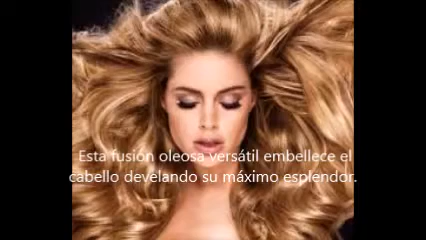 Esta fusión oleosa versátil embellece el
cabello develando su máximo esplendor.